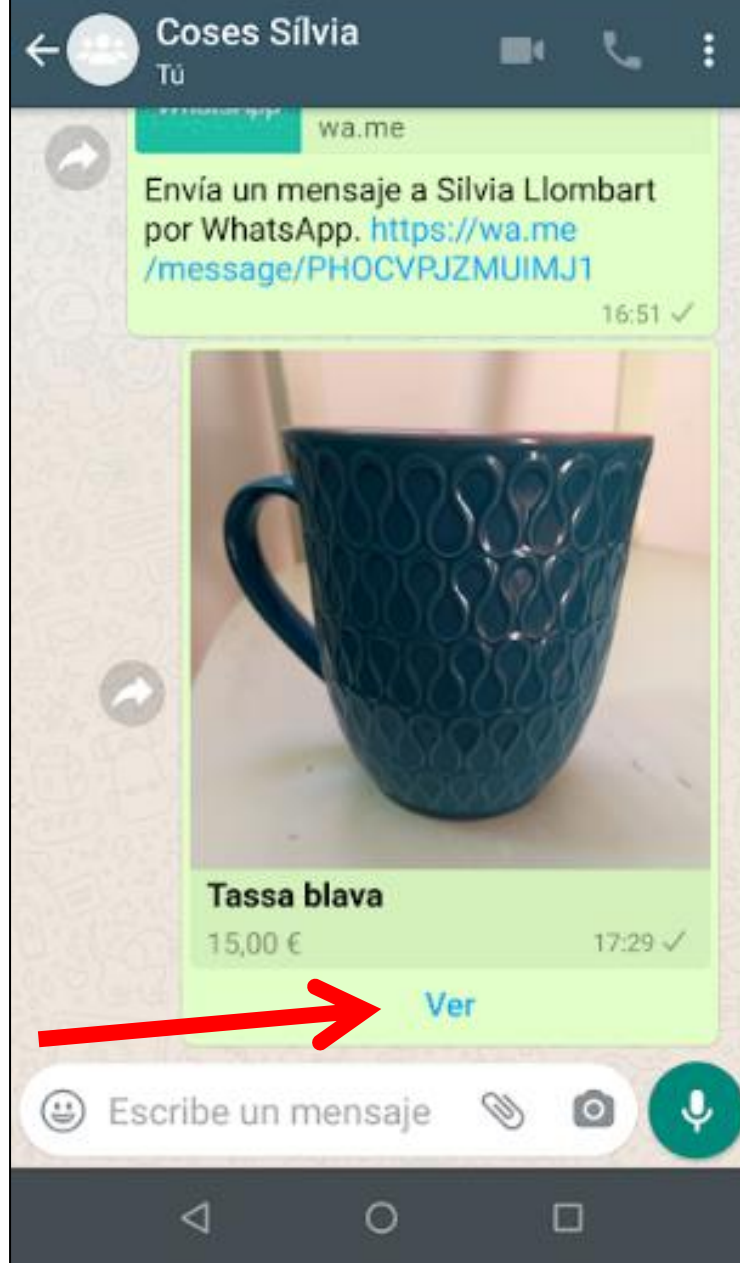 Coses Sílvia
Tú
WhatsApp
wa.me
Envía un mensaje a Silvia Llombart
por WhatsApp. https://wa.me
/message/PHOCVPJZMUIMJ1
16:51
Tassa blava
15,00 €
17:29
Ver
Escribe un mensaje